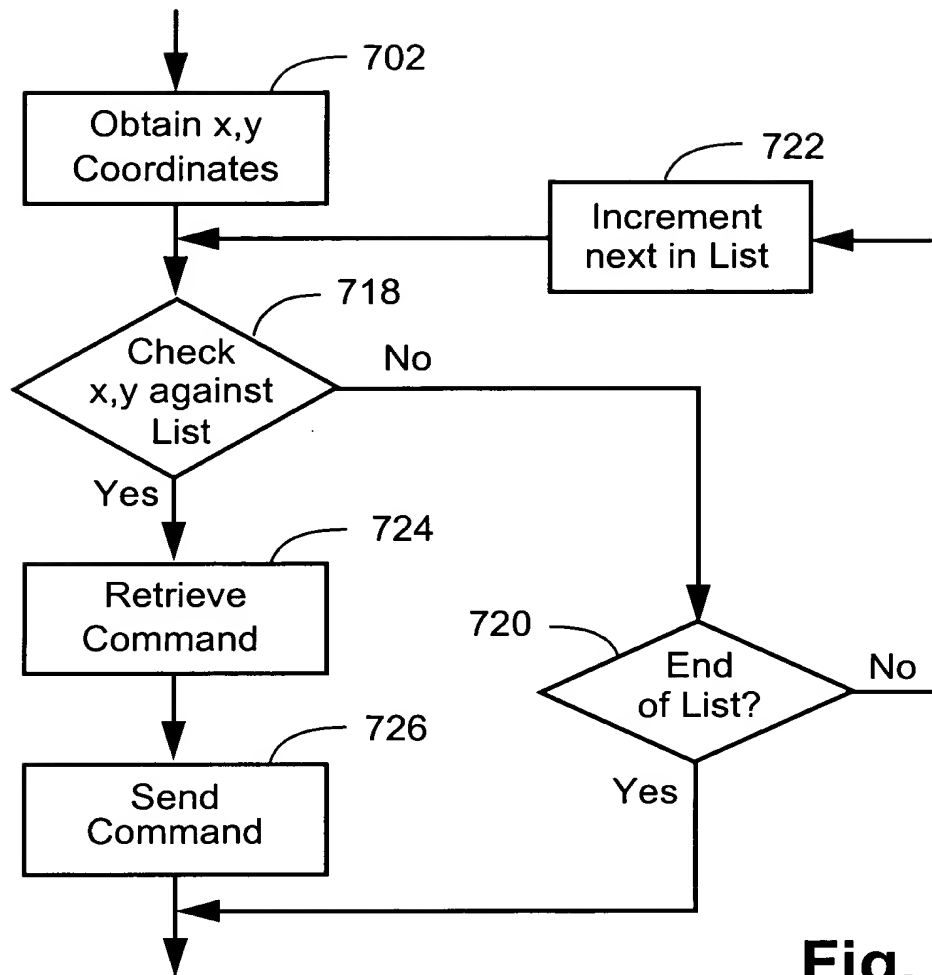 702
Obtain x,y
Coordinates
722
Increment
next in List
718
Check
x,y against
List
No
Yes
724
Retrieve
Command
720
End
of List?
No
726
Send
Command
Yes
Fig.